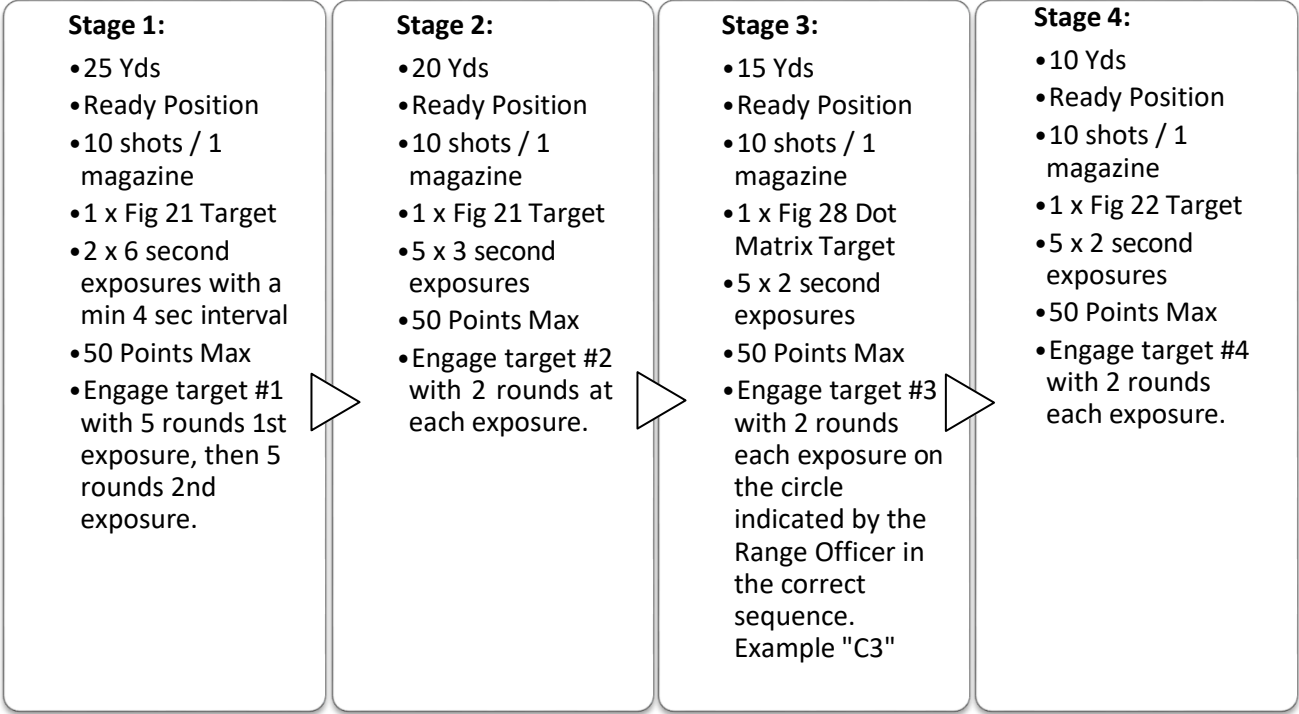 Stage 1:
•25 Yds
•Ready Position
•10 shots / 1
magazine
•1 x Fig 21 Target
•2 x 6 second
exposures with a
min 4 sec interval
•50 Points Max
•Engage target #1
with 5 rounds 1st
exposure, then 5
rounds 2nd
exposure.
Stage 2:
•20 Yds
•Ready Position
•10 shots / 1
magazine
•1 x Fig 21 Target
•5 x 3 second
exposures
•50 Points Max
•Engage target #2
with 2 rounds at
each exposure.
Stage 3:
•15 Yds
•Ready Position
•10 shots / 1
magazine
•1 x Fig 28 Dot
Matrix Target
•5 x 2 second
exposures
•50 Points Max
•Engage target #3
with 2 rounds
each exposure on
the circle
indicated by the
Range Officer in
the correct
sequence.
Example "C3"
Stage 4:
•10 Yds
•Ready Position
•10 shots / 1
magazine
•1 x Fig 22 Target
•5 x 2 second
exposures
•50 Points Max
•Engage target #4
with 2 rounds
each exposure.